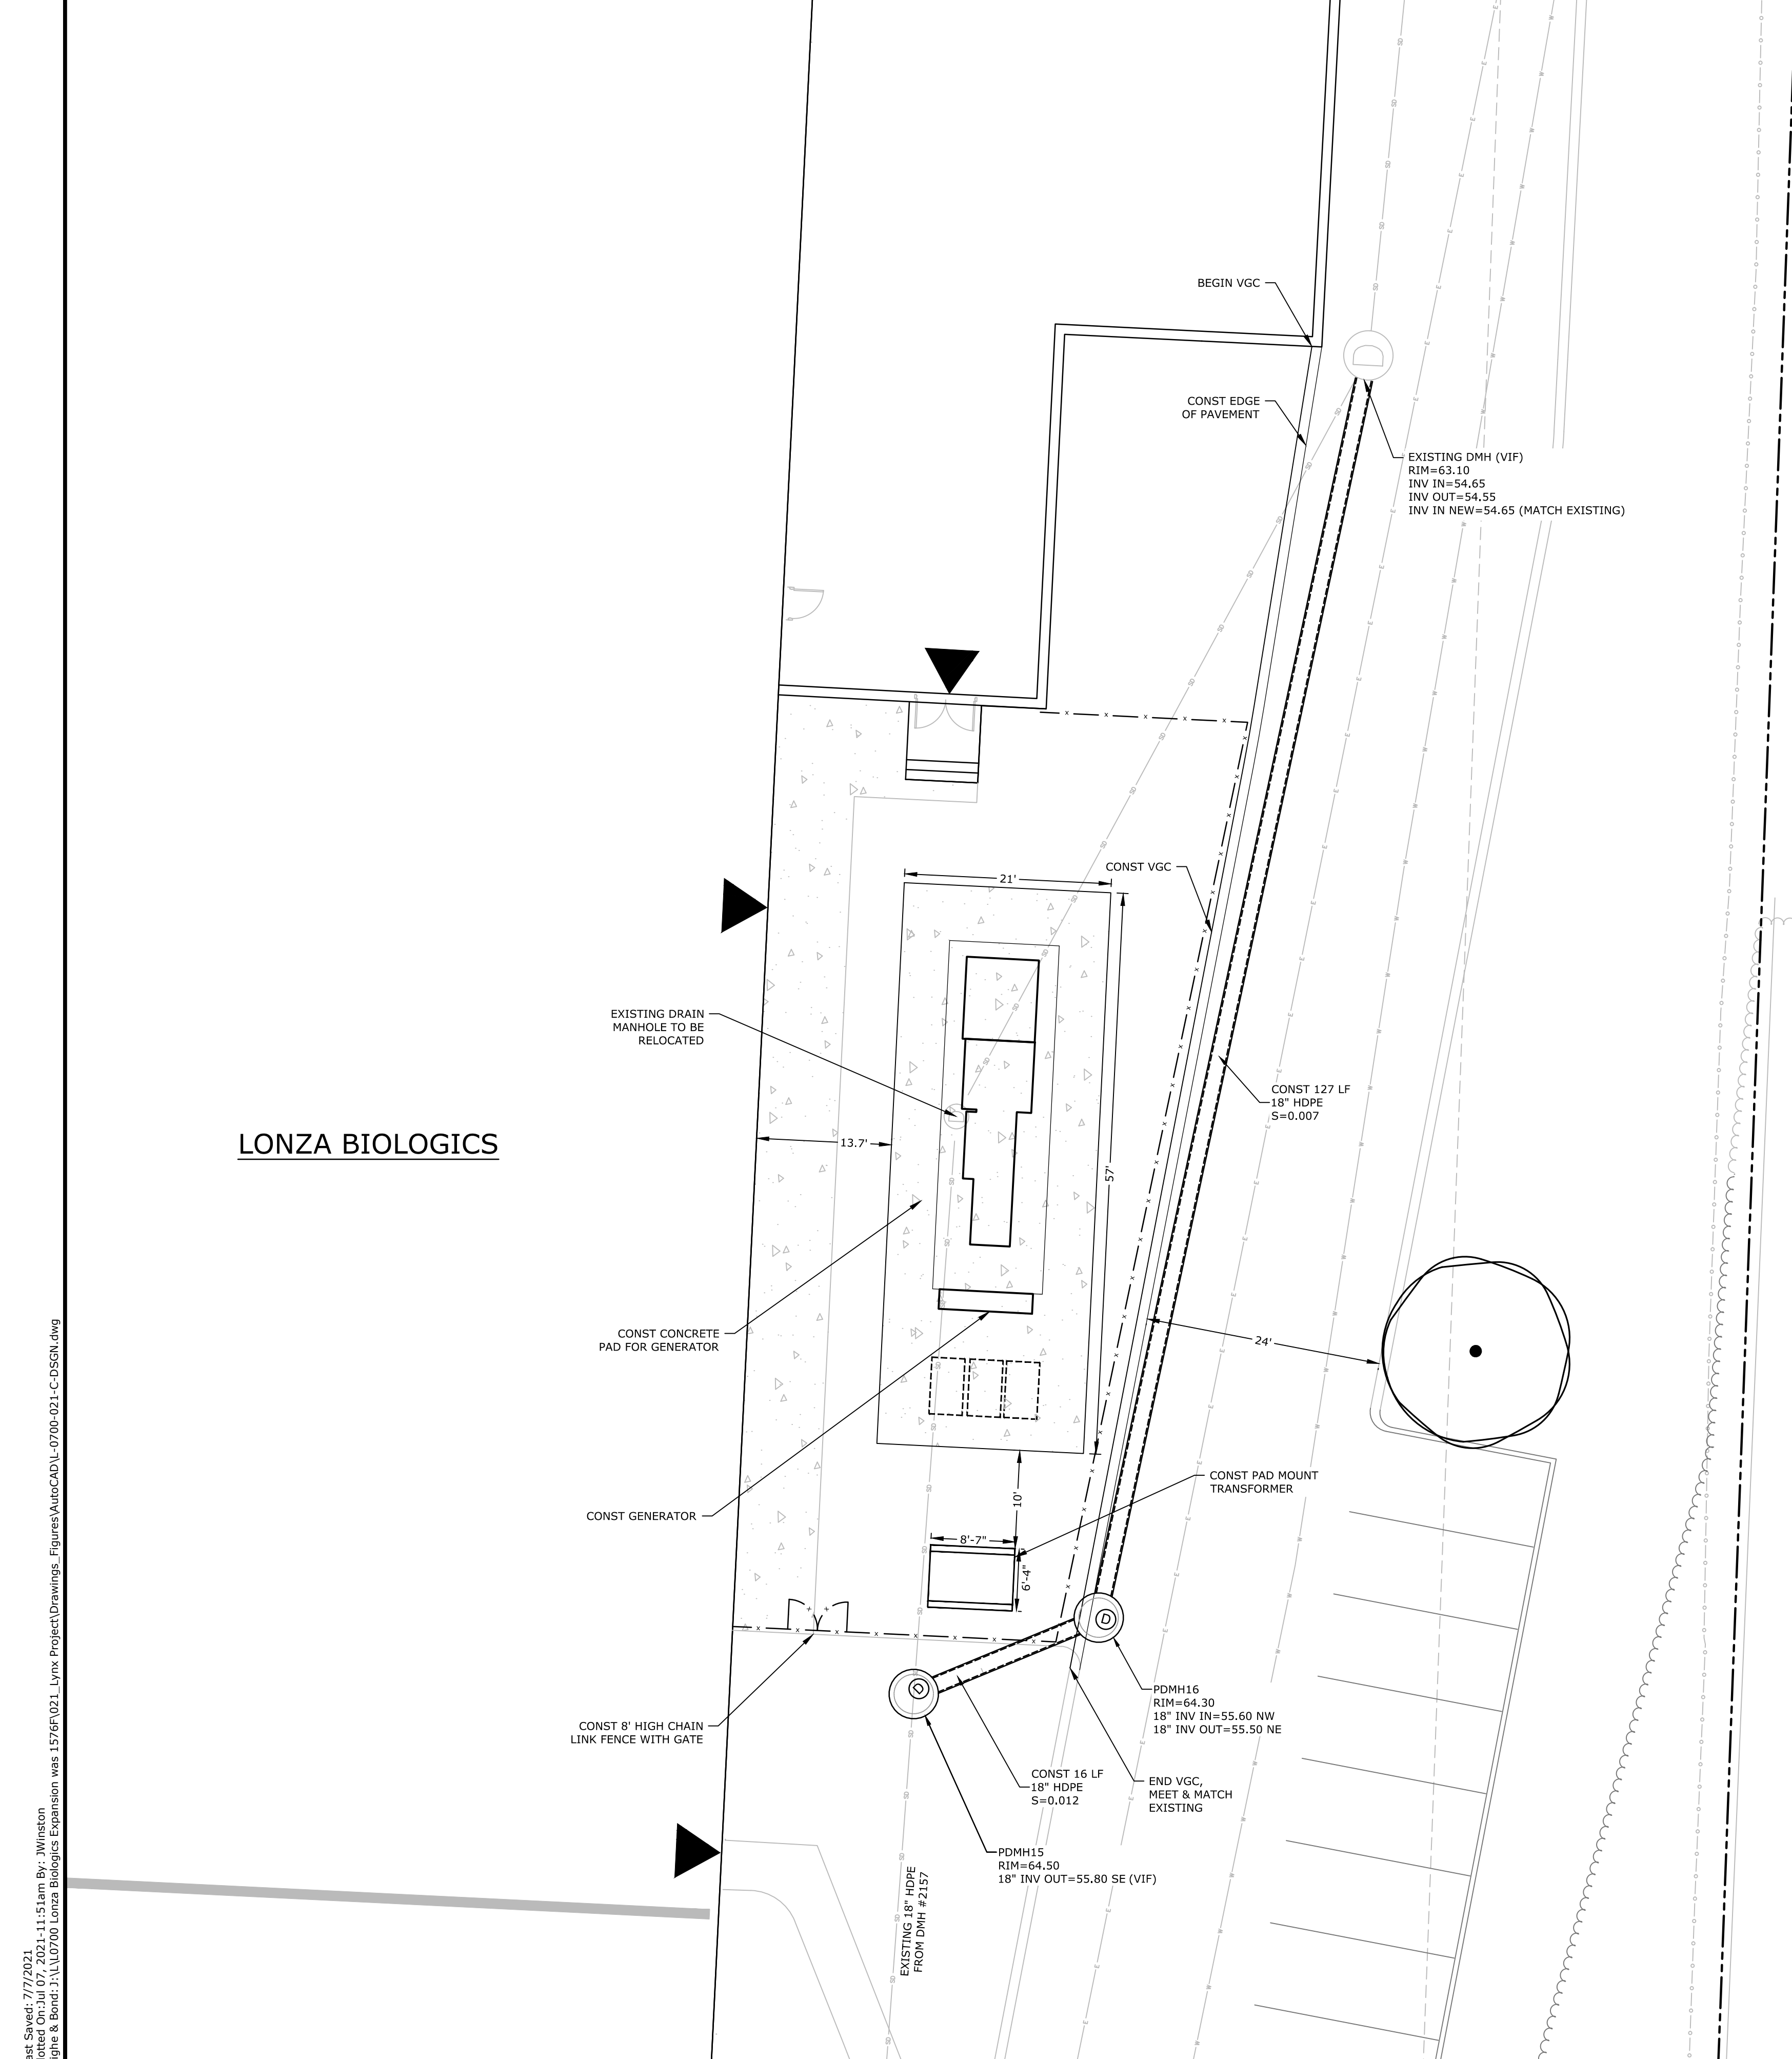 BEGIN VGC
CONST EDGE
OF PAVEMENT
EXISTING DMH (VIF)
RIM=63.10
INV IN=54.65
INV OUT=54.55
INV IN NEW=54.65 (MATCH EXISTING)
CONST VGC
21'
EXISTING DRAIN
MANHOLE TO BE
RELOCATED
CONST 127 LF
18" HDPE
S=0.007
LONZA BIOLOGICS
13.7'
57'
24'
CONST CONCRETE
PAD FOR GENERATOR
CONST GENERATOR
CONST PAD MOUNT
TRANSFORMER
10'
8'-7"
6'-4"
D
D
D
PDMH16
RIM=64.30
18" INV IN=55.60 NW
18" INV OUT=55.50 NE
CONST 8' HIGH CHAIN
LINK FENCE WITH GATE
CONST 16 LF
18" HDPE
S=0.012
END VGC,
MEET & MATCH
EXISTING
PDMH15
RIM=64.50
18" INV OUT=55.80 SE (VIF)
EXISTING 18" HDPE
FROM DMH #2157
ast Saved: 7/7/2021
lotted On:Jul 07, 2021-11:51am By: JWinston
ighe & Bond: J:\L\L0700 Lonza Biologics Expansion was 1576F\021_Lynx Project\Drawings_Figures\AutoCAD\L-0700-021-C-DSGN.dwg